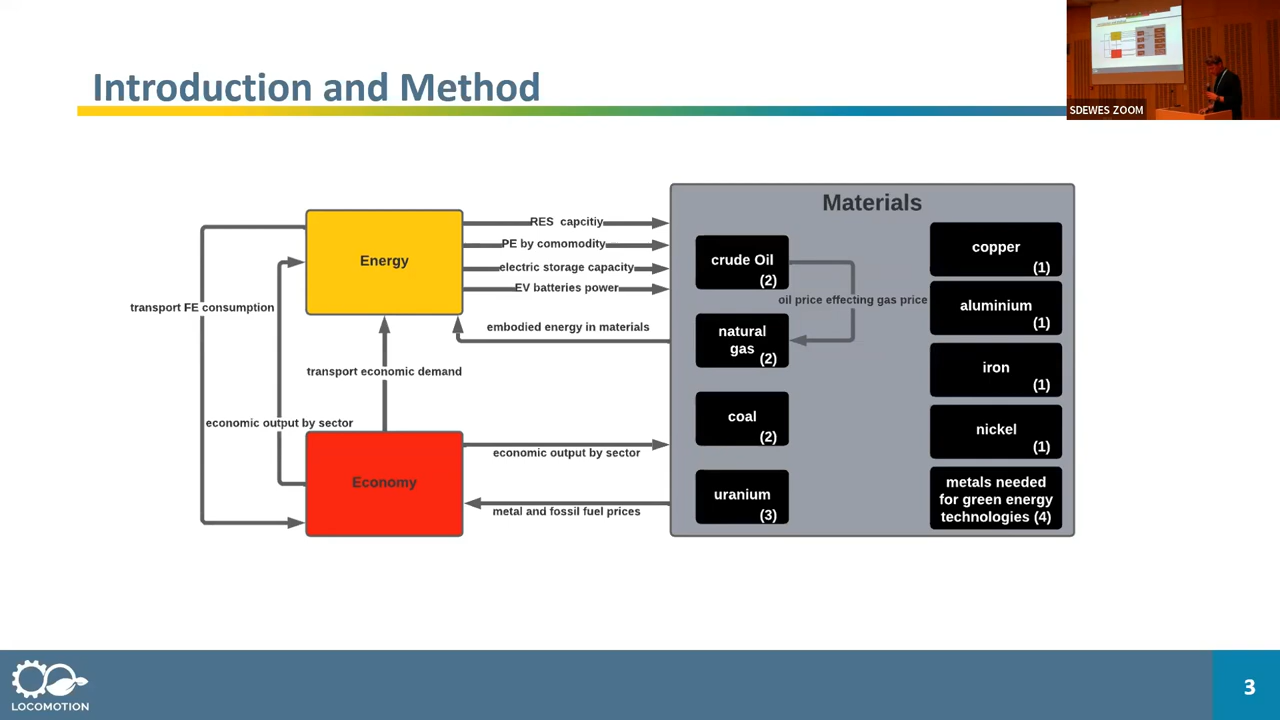 Introduction and Method
SDEWES ZOOM
Energy
RES capcitiy
PE by comomodity
electric storage capacity
EV batteries power
embodied energy in materials
transport FE consumption
transport economic demand
economic output by sector
Economy
economic output by sector
metal and fossil fuel prices
Materials
crude Oil
(2)
oil price effecting gas price
natural
gas
(2)
coal
(2)
uranium
(3)
copper
(1)
aluminium
(1)
iron
(1)
nickel
(1)
metals needed
for green energy
technologies (4)
LOCOMOTION
3